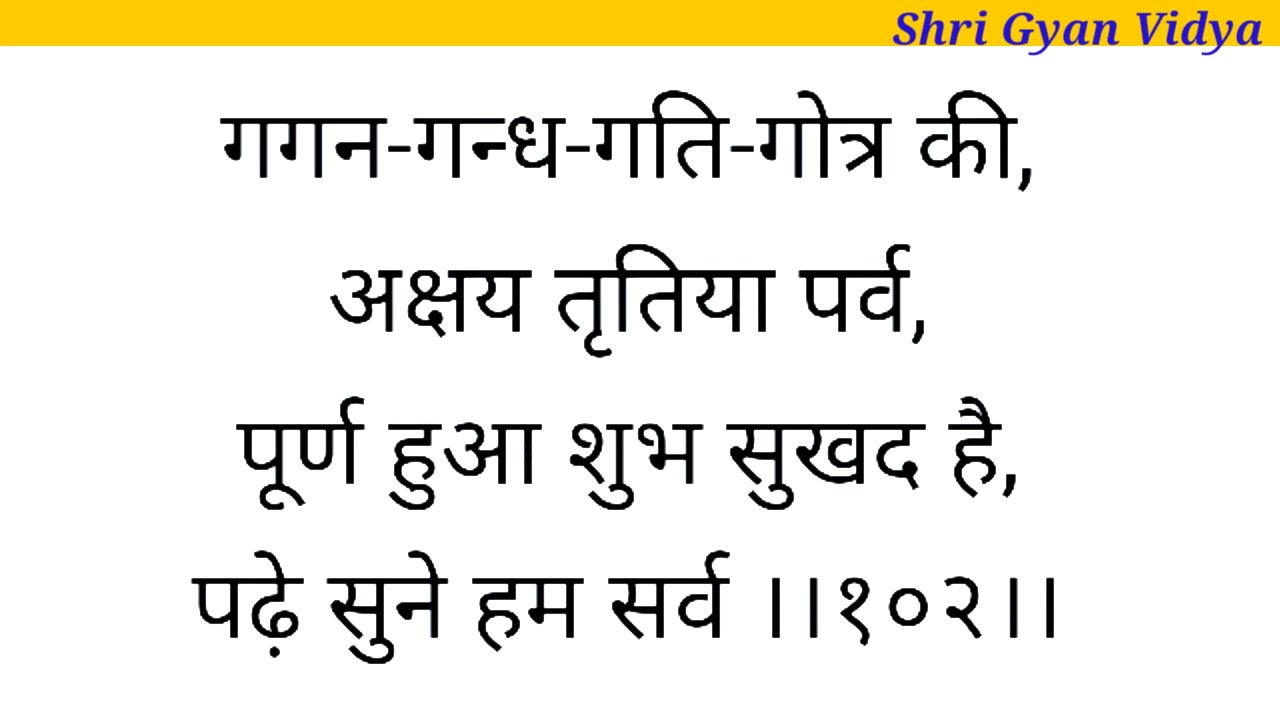 Shri Gyan Vidya
गगन-गन्ध-गति-गोत्र की,
अक्षय तृतिया पर्व,
पूर्ण हुआ शुभ सुखद है,
पढ़े सुने हम सर्व ।।१०२।।